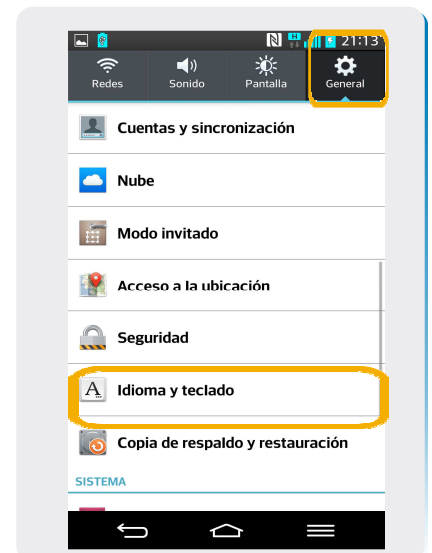 21:13
Redes Sonido Pantalla General
Cuentas y sincronización
Nube
Modo invitado
Acceso a la ubicación
Seguridad
A Idioma y teclado
Copia de respaldo y restauración
SISTEMA